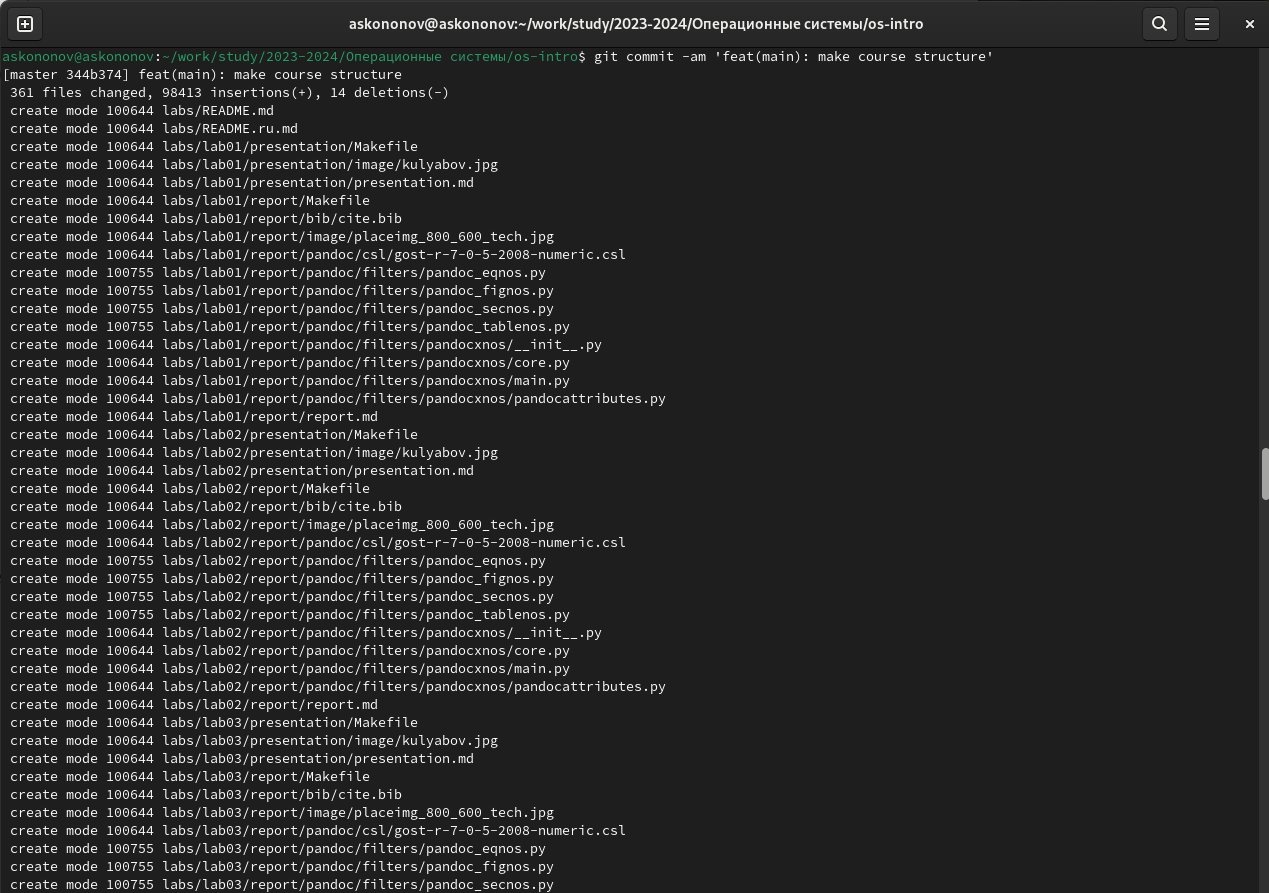 askononov@askononov:~/work/study/2023-2024/Операционные системы/os-intro
askononov@askononov:~/work/study/2023-2024/Операционные системы/os-intro$ git commit -am 'feat(main): make course structure'
[master 344b374] feat(main): make course structure
 361 files changed, 98413 insertions(+), 14 deletions(-)
 create mode 100644 labs/README.md
 create mode 100644 labs/README.ru.md
 create mode 100644 labs/lab01/presentation/Makefile
 create mode 100644 labs/lab01/presentation/image/kulyabov.jpg
 create mode 100644 labs/lab01/presentation/presentation.md
 create mode 100644 labs/lab01/report/Makefile
 create mode 100644 labs/lab01/report/bib/cite.bib
 create mode 100644 labs/lab01/report/image/placeimg_800_600_tech.jpg
 create mode 100644 labs/lab01/report/pandoc/csl/gost-r-7-0-5-2008-numeric.csl
 create mode 100755 labs/lab01/report/pandoc/filters/pandoc_eqnos.py
 create mode 100755 labs/lab01/report/pandoc/filters/pandoc_fignos.py
 create mode 100755 labs/lab01/report/pandoc/filters/pandoc_secnos.py
 create mode 100755 labs/lab01/report/pandoc/filters/pandoc_tablenos.py
 create mode 100644 labs/lab01/report/pandoc/filters/pandocxnos/__init__.py
 create mode 100644 labs/lab01/report/pandoc/filters/pandocxnos/core.py
 create mode 100644 labs/lab01/report/pandoc/filters/pandocxnos/main.py
 create mode 100644 labs/lab01/report/pandoc/filters/pandocxnos/pandocattributes.py
 create mode 100644 labs/lab01/report/report.md
 create mode 100644 labs/lab02/presentation/Makefile
 create mode 100644 labs/lab02/presentation/image/kulyabov.jpg
 create mode 100644 labs/lab02/presentation/presentation.md
 create mode 100644 labs/lab02/report/Makefile
 create mode 100644 labs/lab02/report/bib/cite.bib
 create mode 100644 labs/lab02/report/image/placeimg_800_600_tech.jpg
 create mode 100644 labs/lab02/report/pandoc/csl/gost-r-7-0-5-2008-numeric.csl
 create mode 100755 labs/lab02/report/pandoc/filters/pandoc_eqnos.py
 create mode 100755 labs/lab02/report/pandoc/filters/pandoc_fignos.py
 create mode 100755 labs/lab02/report/pandoc/filters/pandoc_secnos.py
 create mode 100755 labs/lab02/report/pandoc/filters/pandoc_tablenos.py
 create mode 100644 labs/lab02/report/pandoc/filters/pandocxnos/__init__.py
 create mode 100644 labs/lab02/report/pandoc/filters/pandocxnos/core.py
 create mode 100644 labs/lab02/report/pandoc/filters/pandocxnos/main.py
 create mode 100644 labs/lab02/report/pandoc/filters/pandocxnos/pandocattributes.py
 create mode 100644 labs/lab02/report/report.md
 create mode 100644 labs/lab03/presentation/Makefile
 create mode 100644 labs/lab03/presentation/image/kulyabov.jpg
 create mode 100644 labs/lab03/presentation/presentation.md
 create mode 100644 labs/lab03/report/Makefile
 create mode 100644 labs/lab03/report/bib/cite.bib
 create mode 100644 labs/lab03/report/image/placeimg_800_600_tech.jpg
 create mode 100644 labs/lab03/report/pandoc/csl/gost-r-7-0-5-2008-numeric.csl
 create mode 100755 labs/lab03/report/pandoc/filters/pandoc_eqnos.py
 create mode 100755 labs/lab03/report/pandoc/filters/pandoc_fignos.py
 create mode 100755 labs/lab03/report/pandoc/filters/pandoc_secnos.py